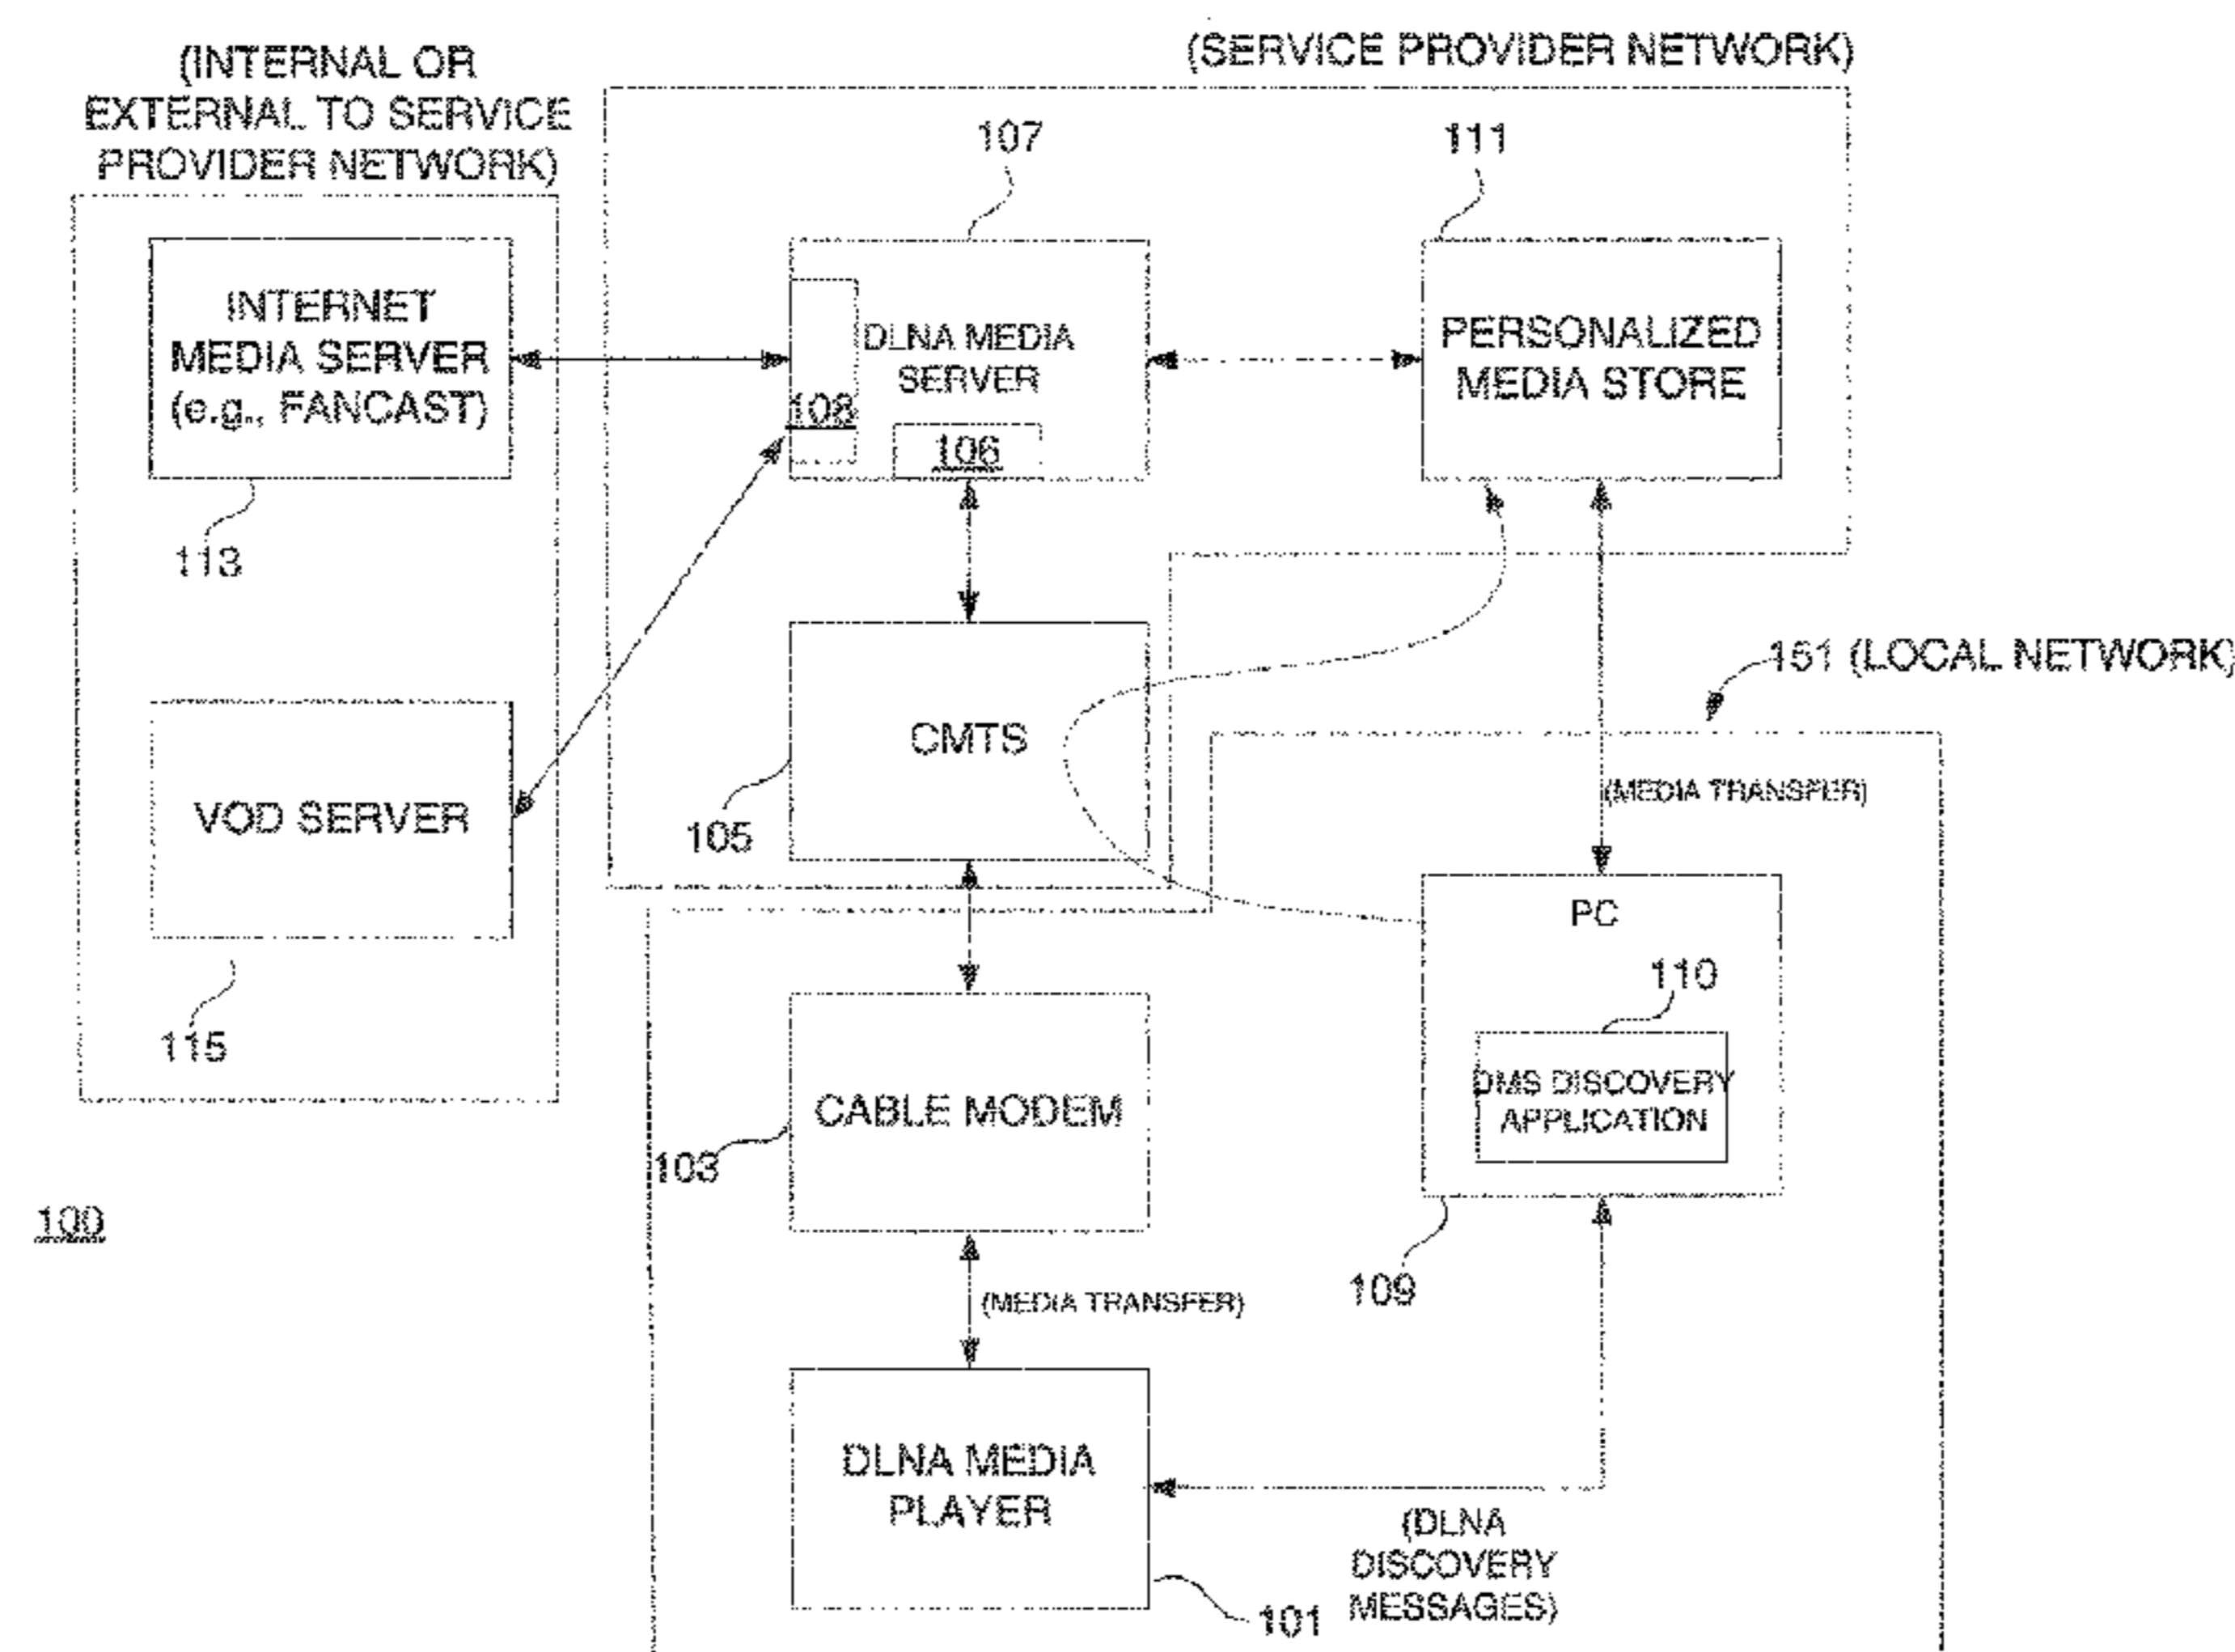 (INTERNAL OR
EXTERNAL TO SERVICE
PROVIDER NETWORK)
(SERVICE PROVIDER NETWORK)
107
111
INTERNET
MEDIA SERVER
(e.g., FANCAST)
DLNA MEDIA
SERVER
108
106
PERSONALIZED
MEDIA STORE
113
151 (LOCAL NETWORK)
CMTS
105
(MEDIA TRANSFER)
VOD SERVER
115
PC
110
DMS DISCOVERY
APPLICATION
CABLE MODEM
103
100
109
(MEDIA TRANSFER)
DLNA MEDIA
PLAYER
(DLNA
DISCOVERY
MESSAGES)
101